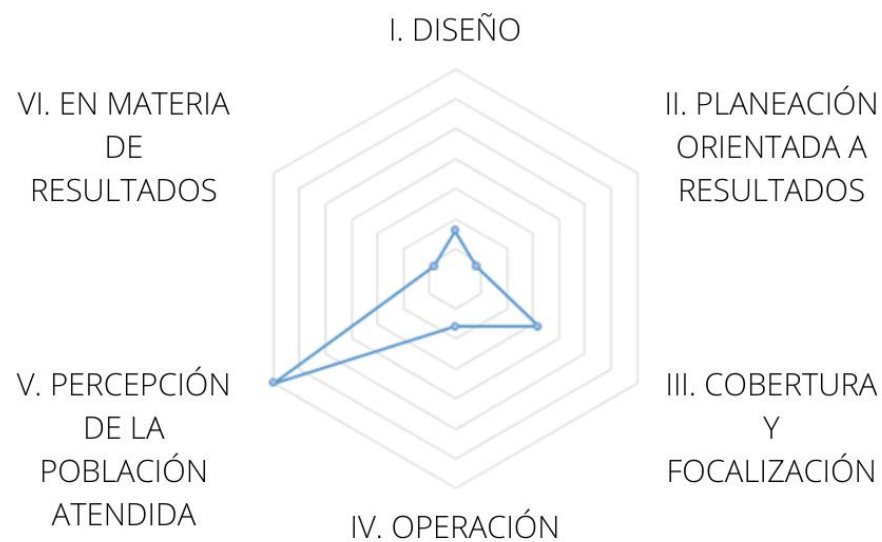 I. DISEÑO
II. PLANEACIÓN
ORIENTADA A
RESULTADOS
III. COBERTURA
Y
FOCALIZACIÓN
IV. OPERACIÓN
V. PERCEPCIÓN
DE LA
POBLACIÓN
ATENDIDA
VI. EN MATERIA
DE
RESULTADOS